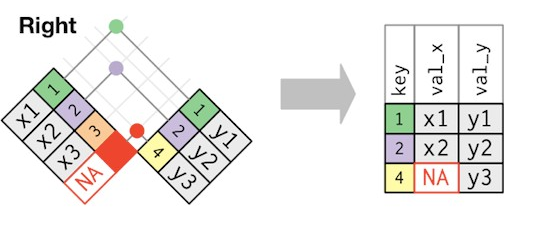 Right
x1 1
x2 2
x3 3
NA
1 y1
2 y2
4 y3
key val_x val_y
1 x1 y1
2 x2 y2
4 NA y3